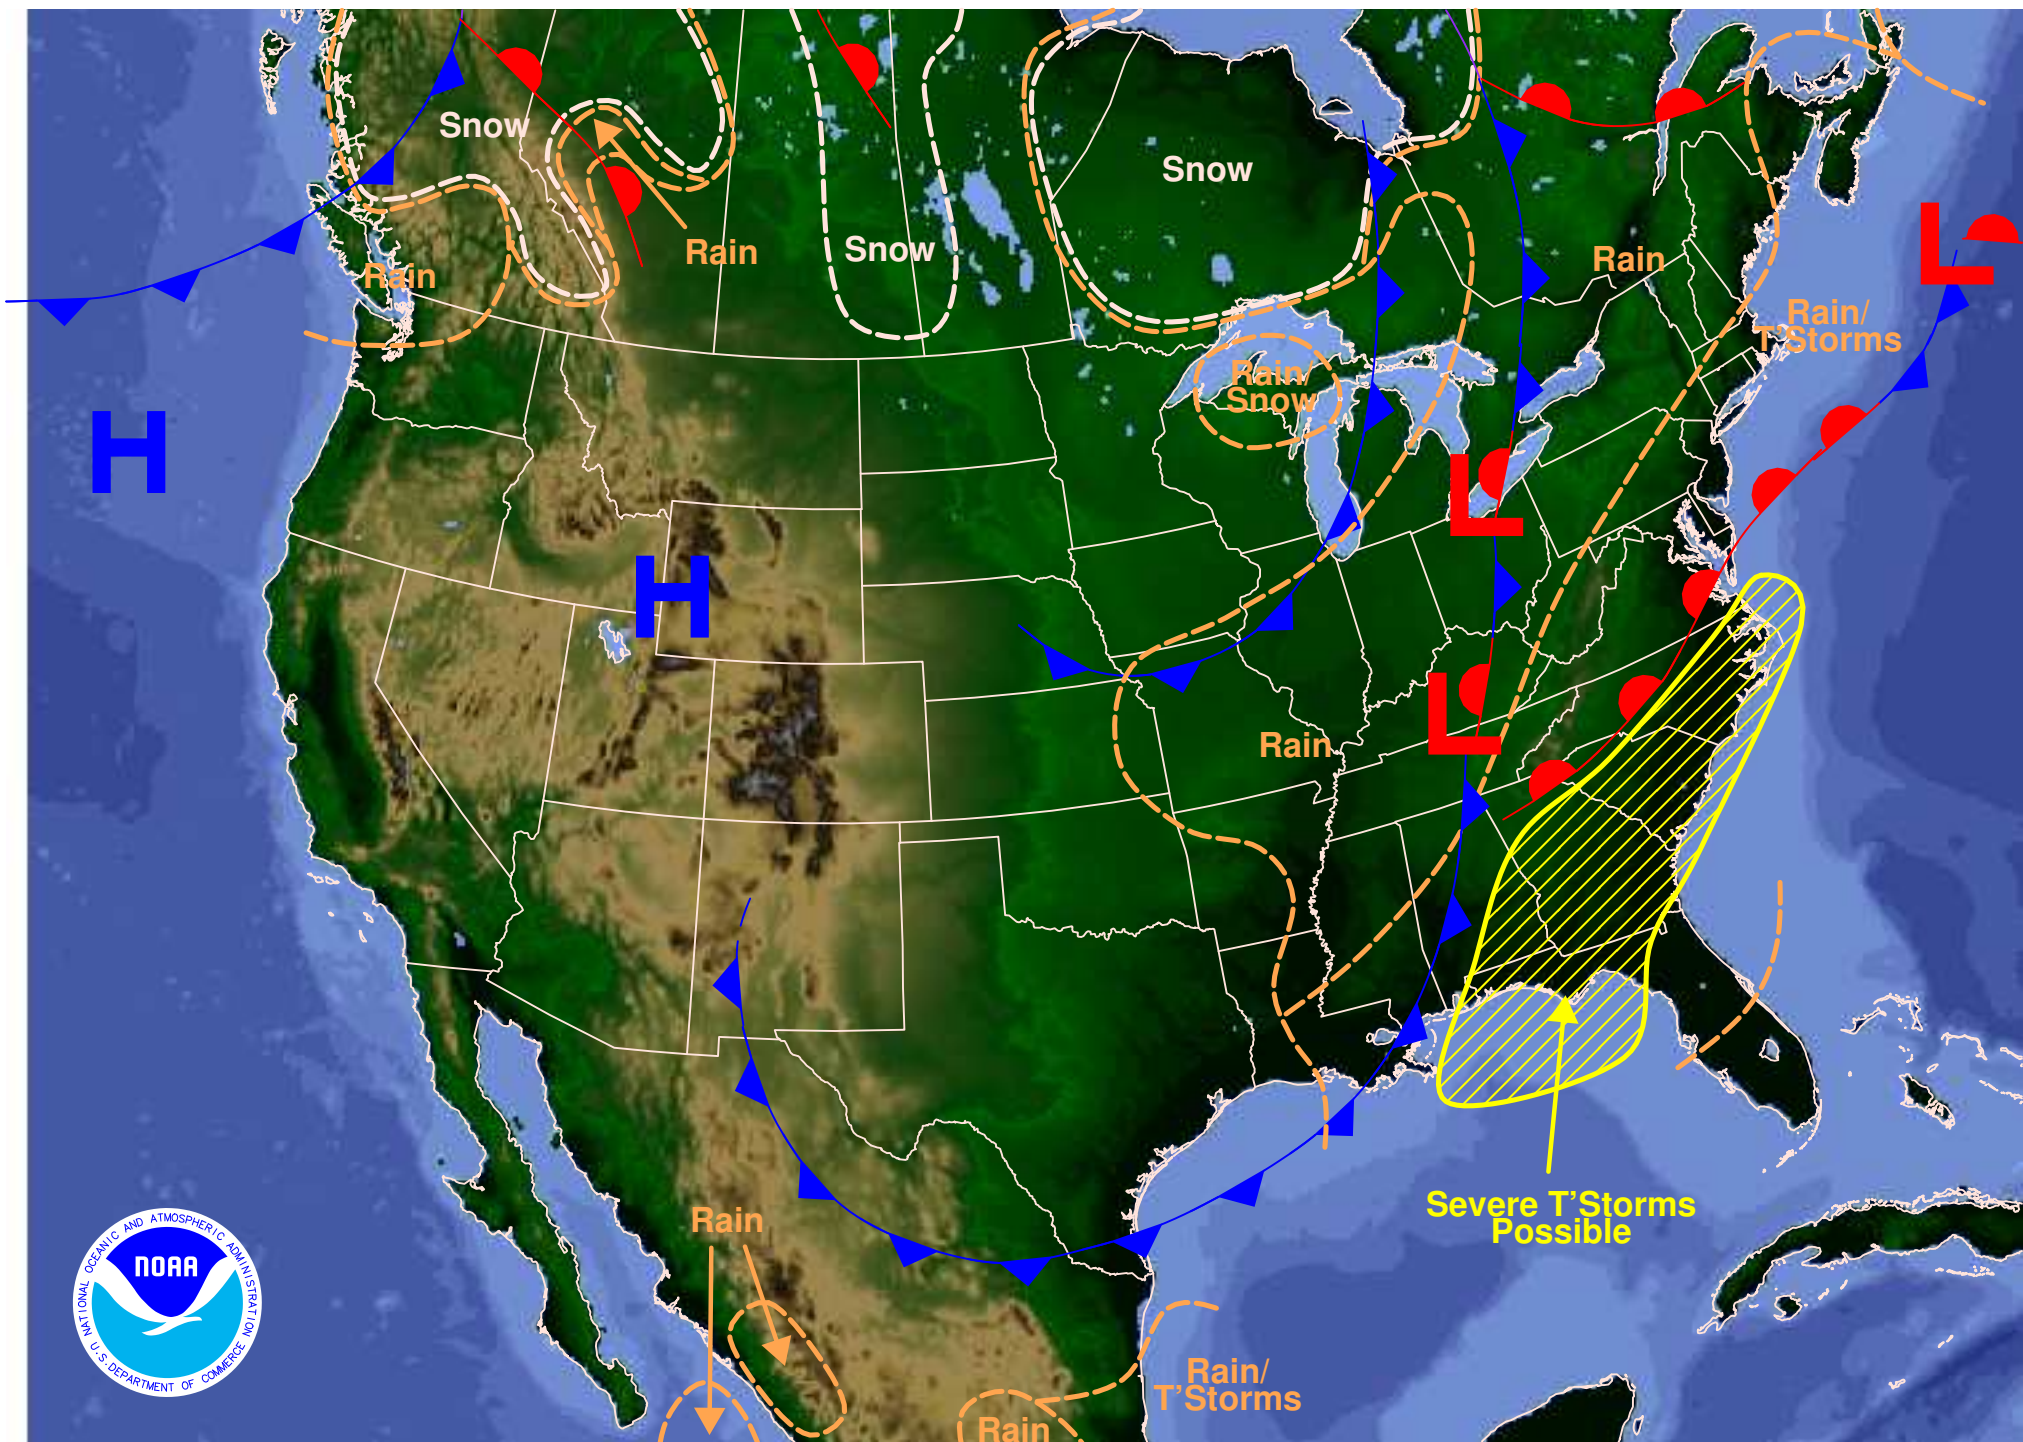 Snow
Snow
Snow
Rain
Rain
Rain
L
Rain/
T'Storms
Rain/
Snow
H
L
H
L
Rain
Severe T'Storms
Possible
Rain
Rain/
T'Storms
Rain
NATIONAL OCEANIC AND ATMOSPHERIC ADMINISTRATION
NOAA
U.S. DEPARTMENT OF COMMERCE